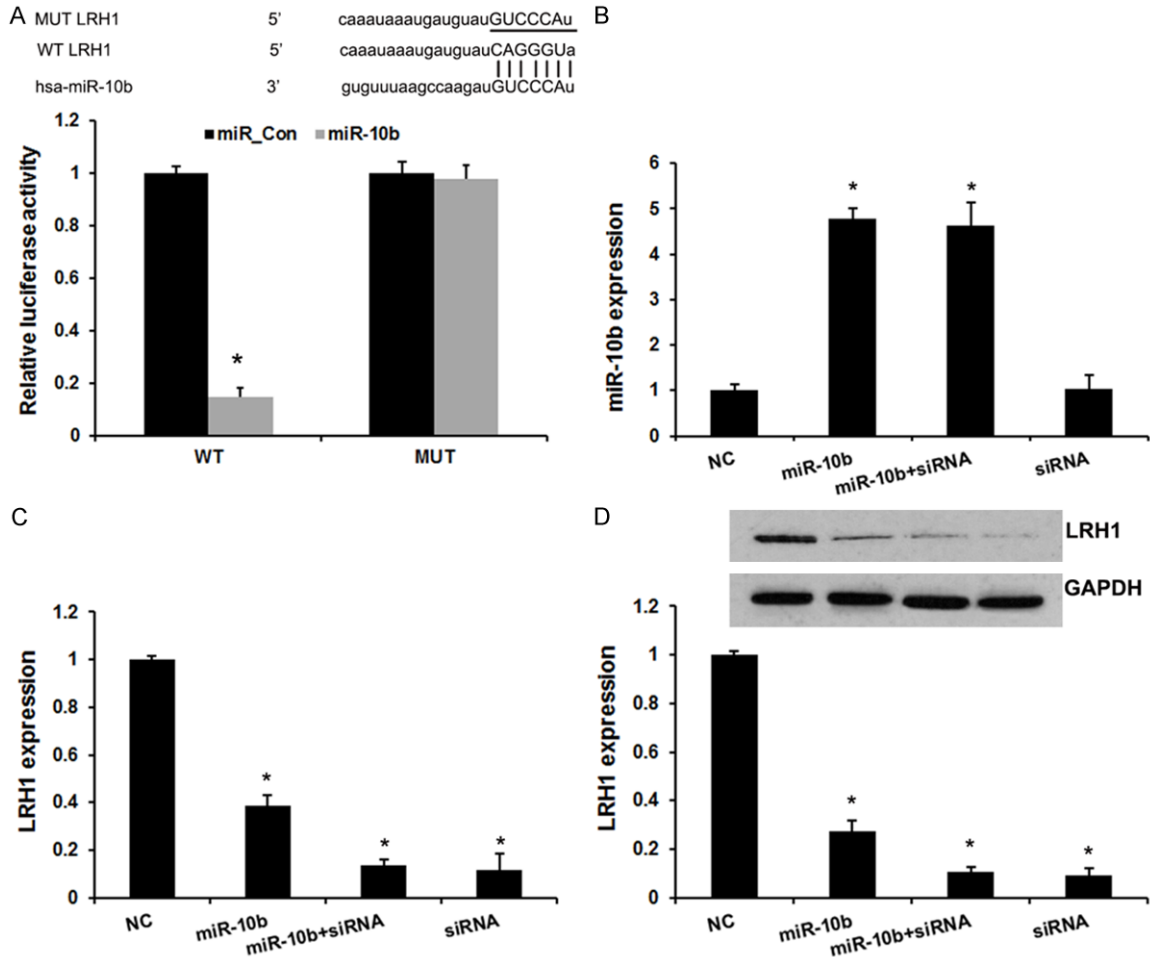 A
MUT LRH1 5’ caaauaaaugauguauGUCCCAu
WT LRH1 5’ caaauaaaugauguauCAGGGUa
hsa-miR-10b 3’ guguuuaagccaagauGUCCCAu
Relative luciferase activity
1.2
1
0.8
0.6
0.4
0.2
0
miR_Con miR-10b
*
WT MUT
B
miR-10b expression
6
5
4
3
2
1
0
* *
NC miR-10b miR-10b+siRNA siRNA
C
LRH1 expression
1.2
1
0.8
0.6
0.4
0.2
0
* * *
NC miR-10b miR-10b+siRNA siRNA
D
LRH1
GAPDH
LRH1 expression
1.2
1
0.8
0.6
0.4
0.2
0
* * *
NC miR-10b miR-10b+siRNA siRNA